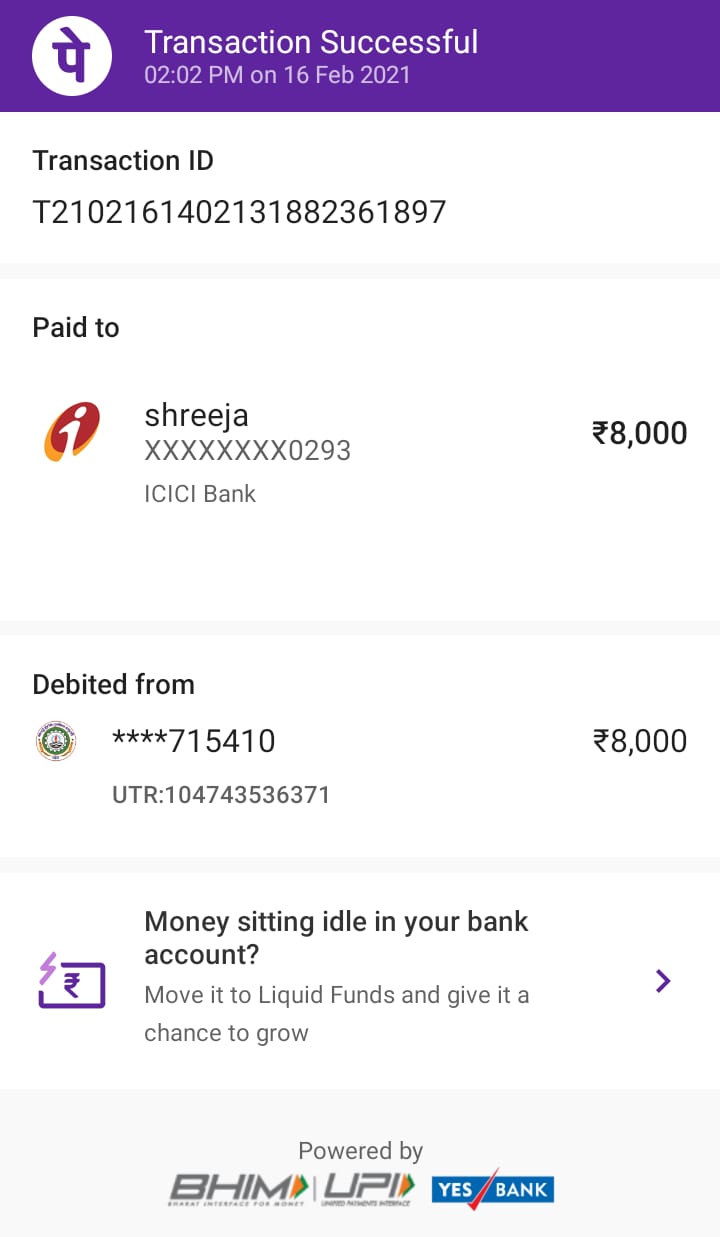 पे
Transaction Successful
02:02 PM on 16 Feb 2021
Transaction ID
T2102161402131882361897
Paid to
shreeja
₹8,000
XXXXXXXX0293
ICICI Bank
Debited from
****715410
₹8,000
UTR:104743536371
Money sitting idle in your bank
account?
Move it to Liquid Funds and give it a
chance to grow
Powered by
BHIM | UPI YES BANK
BHARAT INTERFACE FOR MONEY UNIFIED PAYMENTS INTERFACE